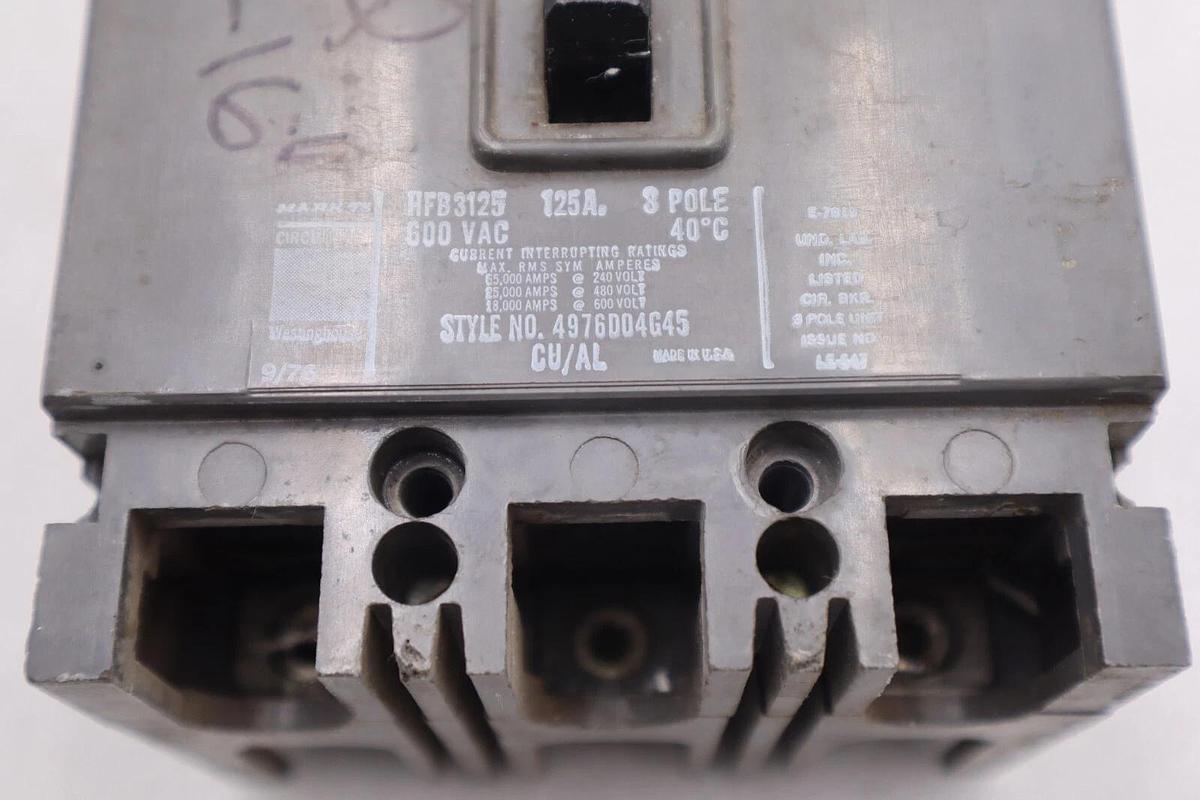 HFB3125 125A. 3 POLE
600 VAC 40°C
CURRENT INTERRUPTING RATINGS
MAX. RMS SYM AMPERES
65,000 AMPS @ 240 VOLT
25,000 AMPS @ 480 VOLT
18,000 AMPS @ 600 VOLT
STYLE NO. 4976D04G45
CU/AL MADE IN U.S.A.
MARK 75
Westinghouse
9/76
UND. LAB.
INC.
LISTED
CIR. BKR.
3 POLE UNIT
ISSUE NO.